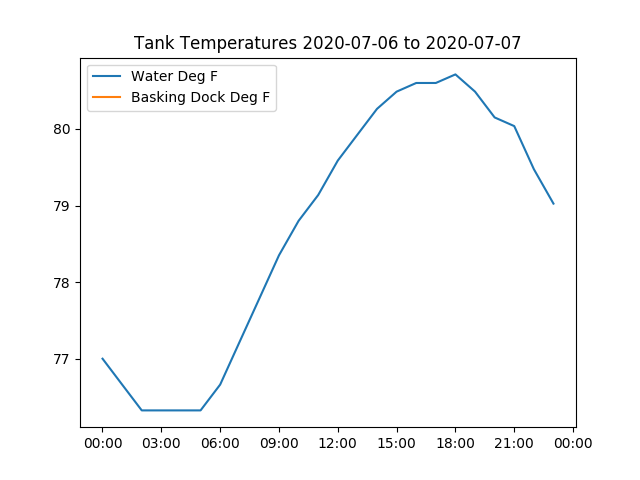 Tank Temperatures 2020-07-06 to 2020-07-07
Water Deg F
Basking Dock Deg F
80
79
78
77
00:00 03:00 06:00 09:00 12:00 15:00 18:00 21:00 00:00